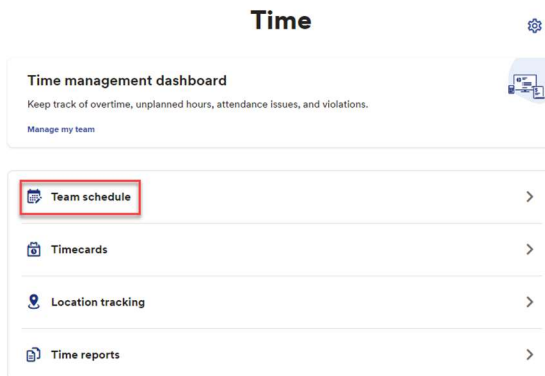 Time
Time management dashboard
Keep track of overtime, unplanned hours, attendance issues, and violations.
Manage my team
Team schedule
Timecards
Location tracking
Time reports